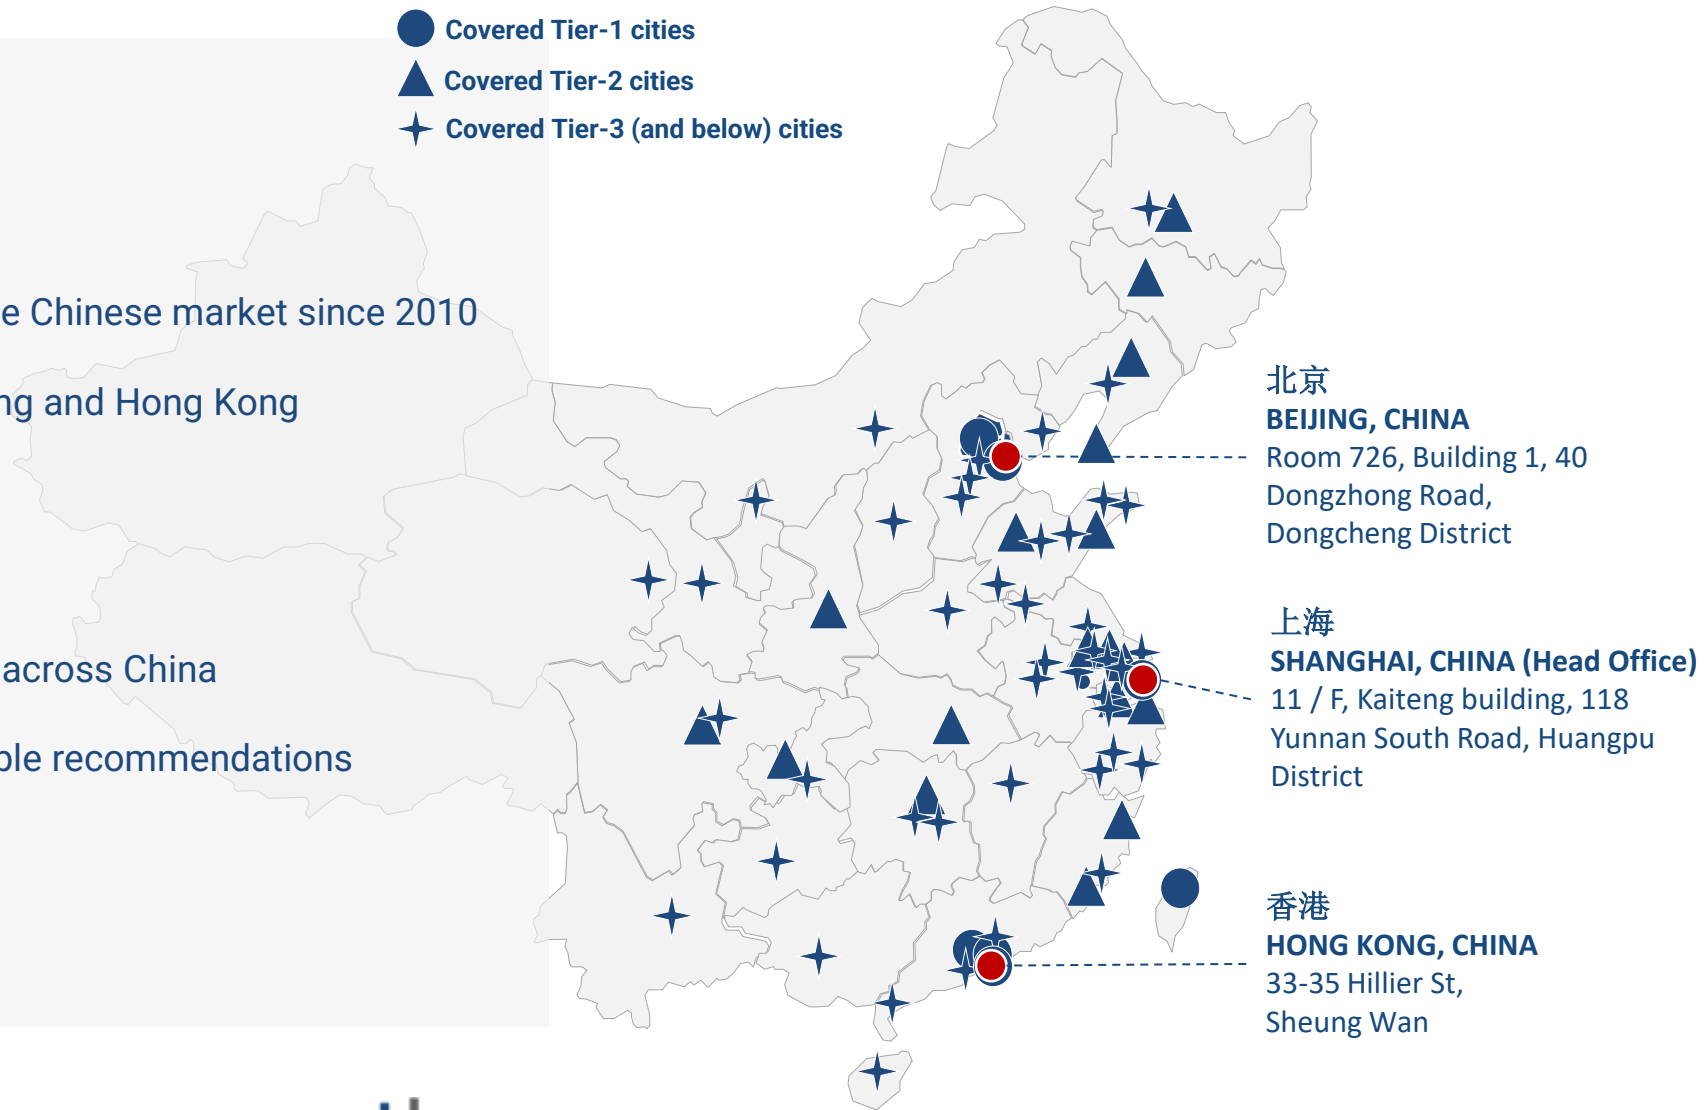 Covered Tier-1 cities
Covered Tier-2 cities
Covered Tier-3 (and below) cities
e Chinese market since 2010
ng and Hong Kong
across China
ble recommendations
北京
BEIJING, CHINA
Room 726, Building 1, 40
Dongzhong Road,
Dongcheng District
上海
SHANGHAI, CHINA (Head Office)
11 / F, Kaiteng building, 118
Yunnan South Road, Huangpu
District
香港
HONG KONG, CHINA
33-35 Hillier St,
Sheung Wan